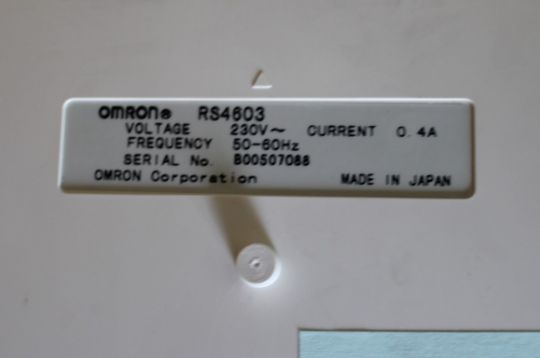 OMRON® RS4603
VOLTAGE 230V~ CURRENT 0.4A
FREQUENCY 50-60Hz
SERIAL No. B00507088
OMRON Corporation MADE IN JAPAN